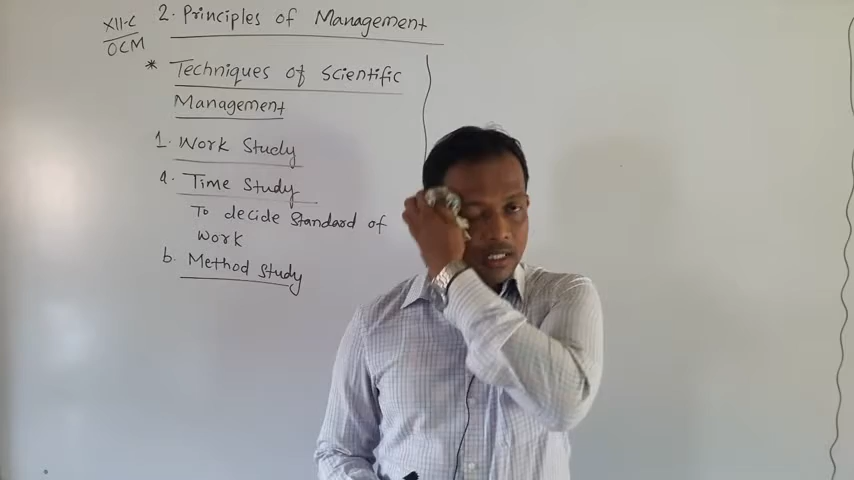 XII-C
OCM
2. Principles of Management
* Techniques of Scientific
Management
1. Work Study
a. Time Study
To decide Standard of
Work
b. Method Study